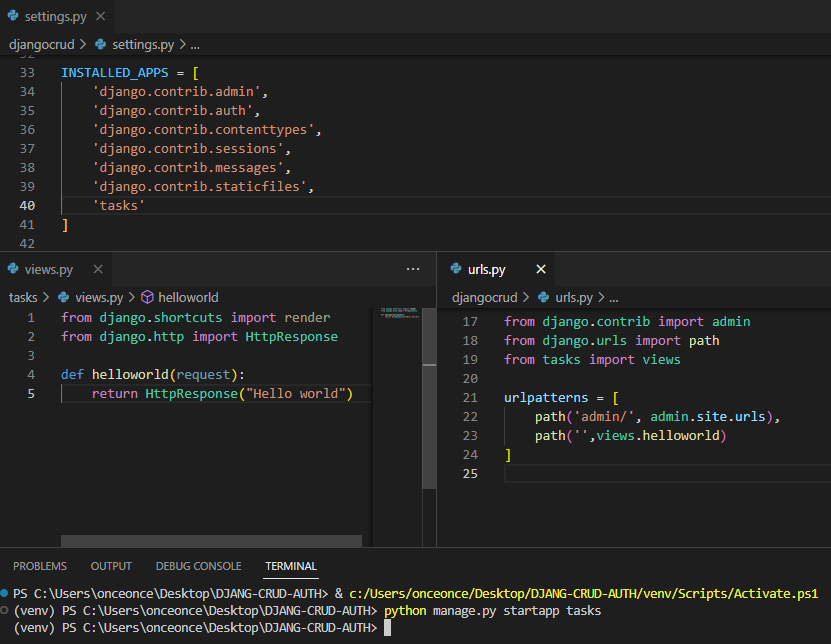 settings.py
djangocrud > settings.py > ...
32
33 INSTALLED_APPS = [
34 'django.contrib.admin',
35 'django.contrib.auth',
36 'django.contrib.contenttypes',
37 'django.contrib.sessions',
38 'django.contrib.messages',
39 'django.contrib.staticfiles',
40 'tasks'
41 ]
42
views.py
tasks > views.py > helloworld
1 from django.shortcuts import render
2 from django.http import HttpResponse
3
4 def helloworld(request):
5 return HttpResponse("Hello world")
urls.py
djangocrud > urls.py > ...
17 from django.contrib import admin
18 from django.urls import path
19 from tasks import views
20
21 urlpatterns = [
22 path('admin/', admin.site.urls),
23 path('',views.helloworld)
24 ]
25
PROBLEMS OUTPUT DEBUG CONSOLE TERMINAL
PS C:\Users\onceonce\Desktop\DJANG-CRUD-AUTH> & c:/Users/onceonce/Desktop/DJANG-CRUD-AUTH/venv/Scripts/Activate.ps1
(venv) PS C:\Users\onceonce\Desktop\DJANG-CRUD-AUTH> python manage.py startapp tasks
(venv) PS C:\Users\onceonce\Desktop\DJANG-CRUD-AUTH>